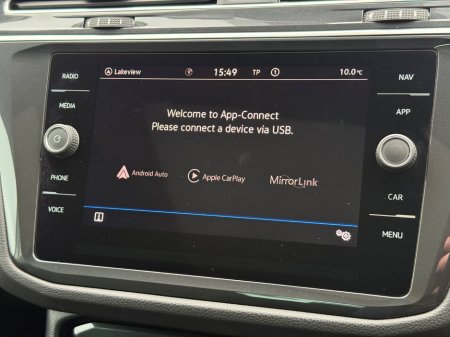 RADIO
MEDIA
PHONE
VOICE
Lakeview 15:49 TP 1 10.0°C
Welcome to App-Connect
Please connect a device via USB.
Android Auto Apple CarPlay MirrorLink
NAV
APP
CAR
MENU